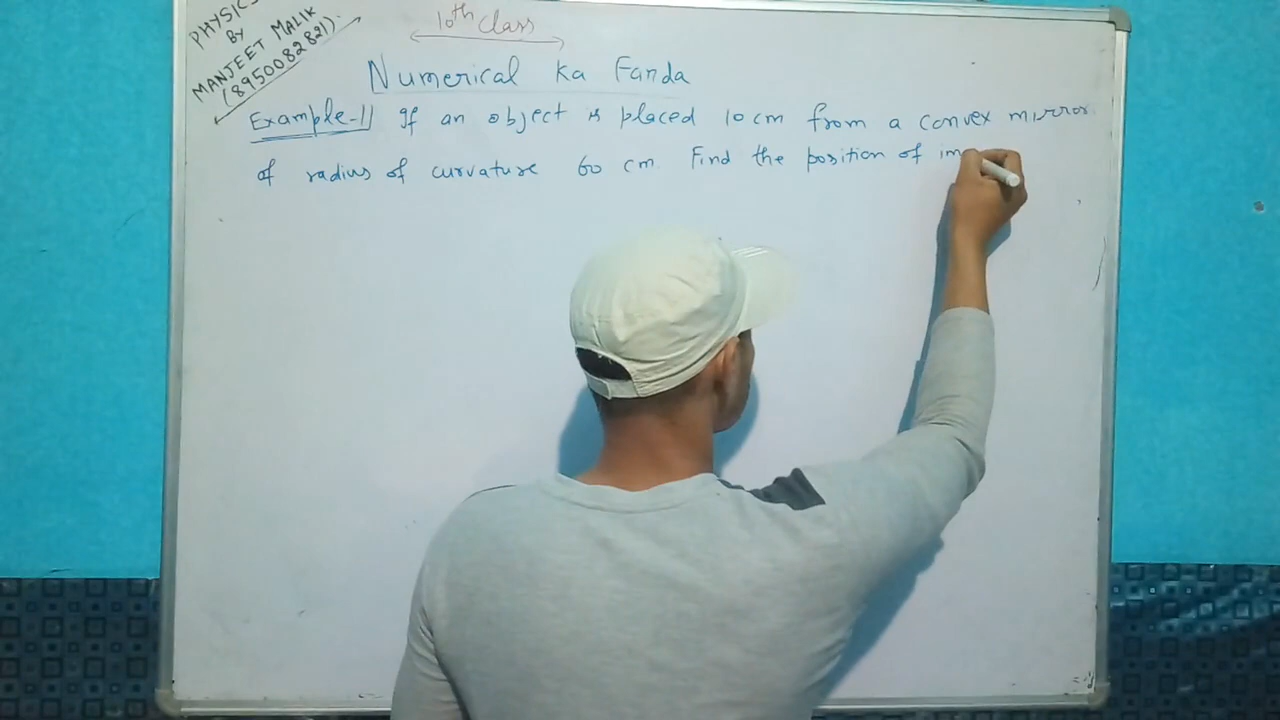 PHYSICS
BY
MANJEET MALIK
(8950082821)
10th Class
Numerical ka Fanda
Example-1) If an object is placed 10 cm from a convex mirror
of radius of curvature 60 cm. Find the position of im